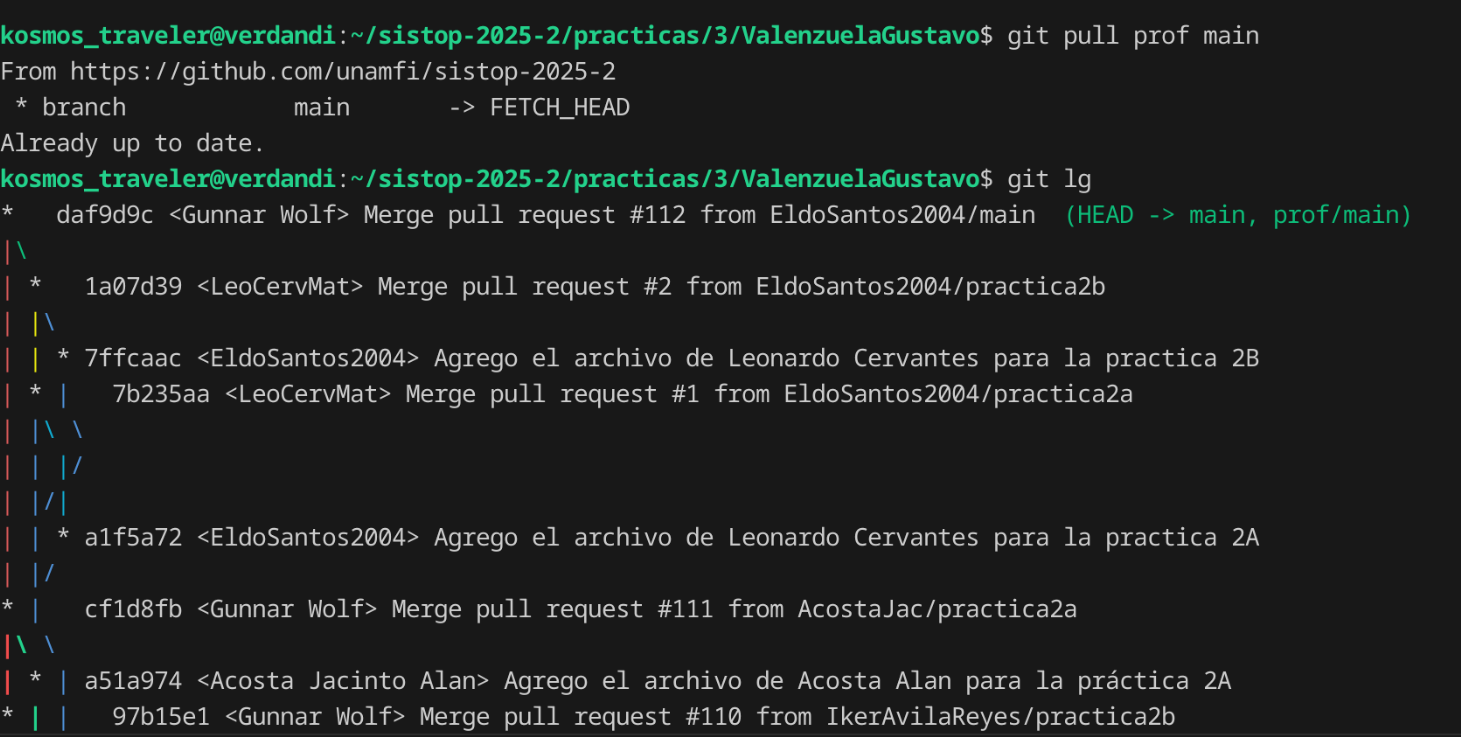 kosmos_traveler@verdandi:~/sistop-2025-2/practicas/3/ValenzuelaGustavo$ git pull prof main
From https://github.com/unamfi/sistop-2025-2
 * branch            main       -> FETCH_HEAD
Already up to date.
kosmos_traveler@verdandi:~/sistop-2025-2/practicas/3/ValenzuelaGustavo$ git lg
*   daf9d9c <Gunnar Wolf> Merge pull request #112 from EldoSantos2004/main  (HEAD -> main, prof/main)
|\
| *   1a07d39 <LeoCervMat> Merge pull request #2 from EldoSantos2004/practica2b
| |\
| | * 7ffcaac <EldoSantos2004> Agrego el archivo de Leonardo Cervantes para la practica 2B
| * |   7b235aa <LeoCervMat> Merge pull request #1 from EldoSantos2004/practica2a
| |\ \
| | |/
| |/|
| | * a1f5a72 <EldoSantos2004> Agrego el archivo de Leonardo Cervantes para la practica 2A
| |/
* |   cf1d8fb <Gunnar Wolf> Merge pull request #111 from AcostaJac/practica2a
|\ \
| * | a51a974 <Acosta Jacinto Alan> Agrego el archivo de Acosta Alan para la práctica 2A
* | |   97b15e1 <Gunnar Wolf> Merge pull request #110 from IkerAvilaReyes/practica2b